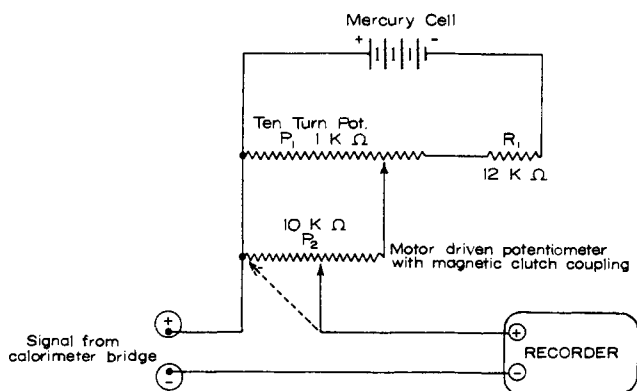 Mercury Cell
+ -
Ten Turn Pot.
P₁ 1 K Ω
R₁
12 K Ω
10 K Ω
P₂
Motor driven potentiometer
with magnetic clutch coupling
+
Signal from
calorimeter bridge
-
+
RECORDER
-